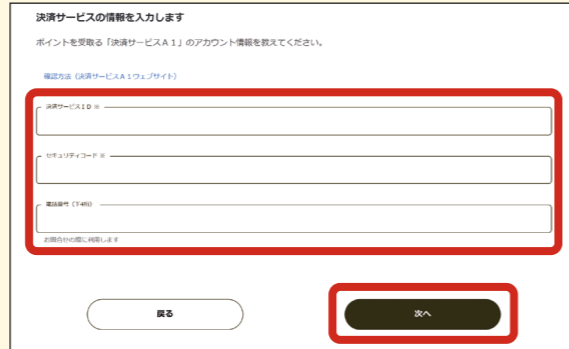 決済サービスの情報を入力します
ポイントを受取る「決済サービスA1」のアカウント情報を教えてください。
確認方法（決済サービスA1ウェブサイト）
決済サービスID ※
セキュリティコード ※
電話番号（下4桁）
お問合せの際に利用します
戻る
次へ